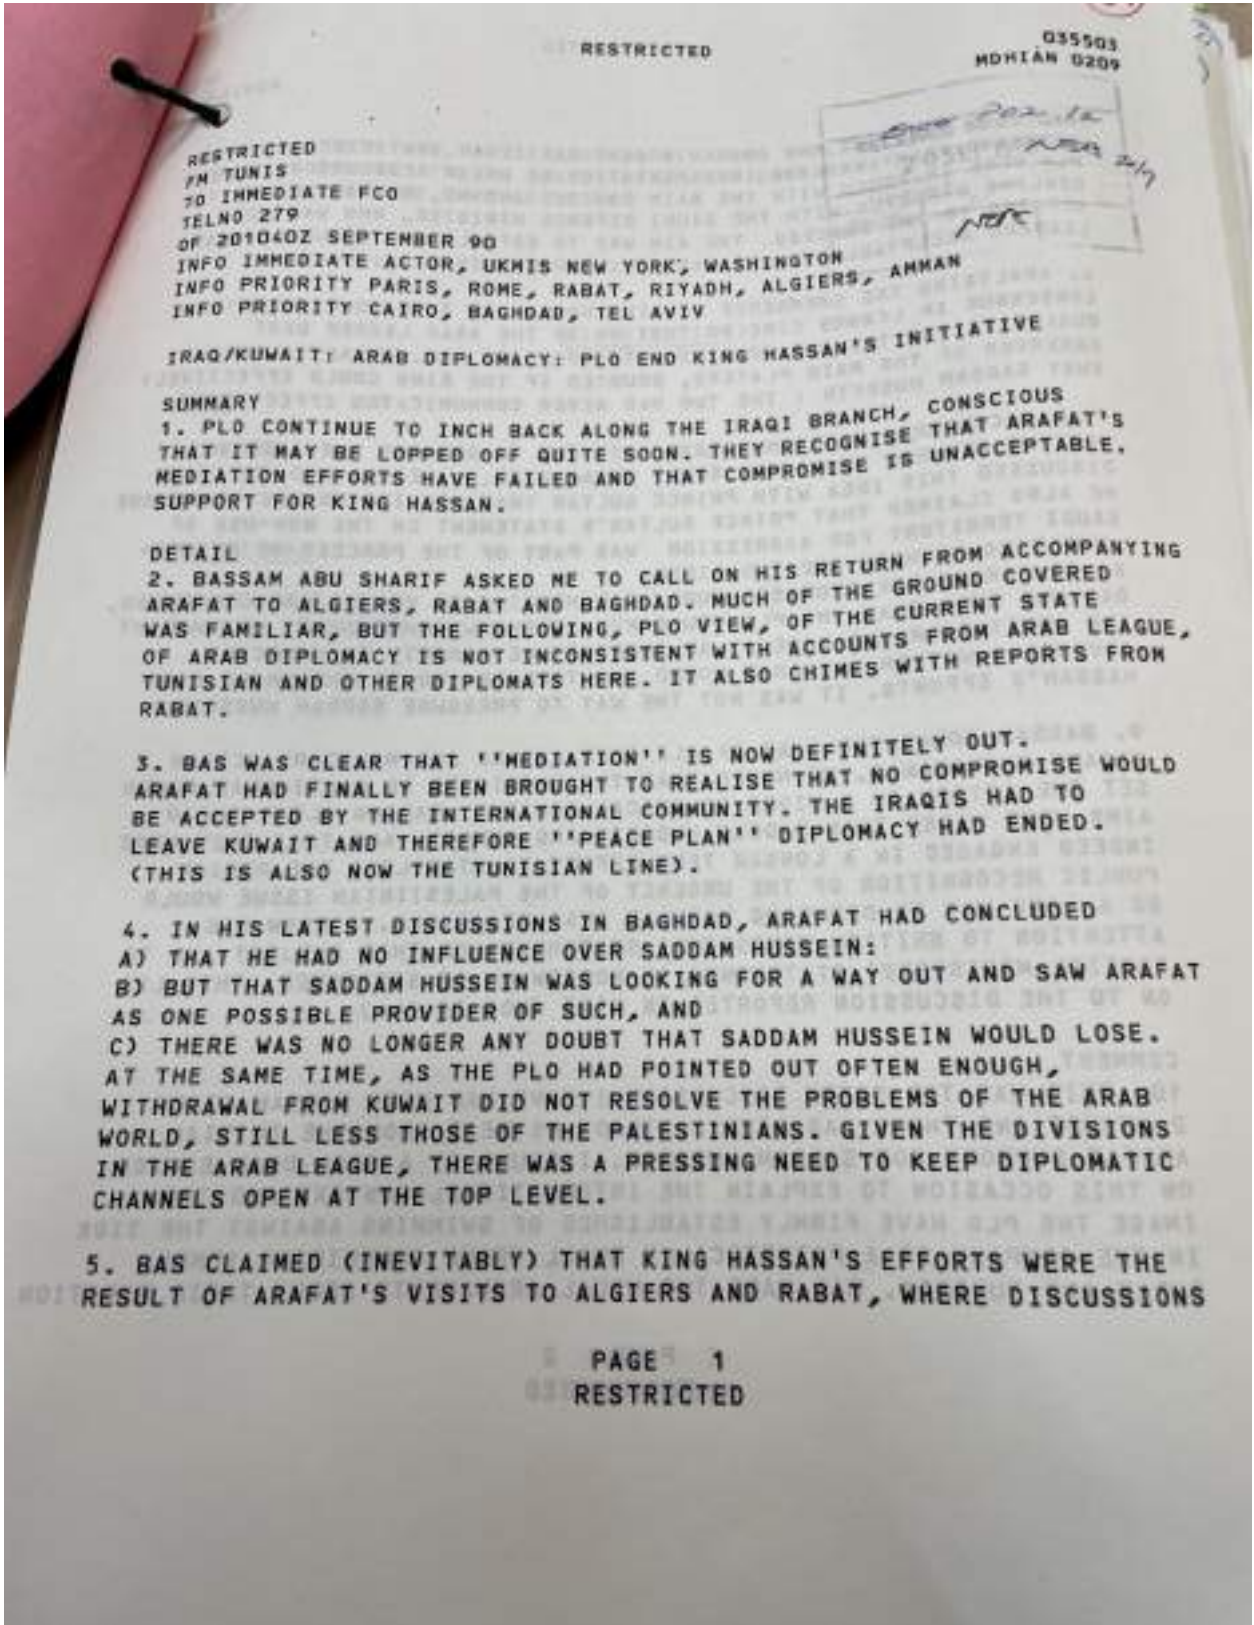 RESTRICTED
035503
MDHIAN 0209
RESTRICTED
FM TUNIS
TO IMMEDIATE FCO
TELNO 279
OF 201040Z SEPTEMBER 90
INFO IMMEDIATE ACTOR, UKMIS NEW YORK, WASHINGTON
INFO PRIORITY PARIS, ROME, RABAT, RIYADH, ALGIERS, AMMAN
INFO PRIORITY CAIRO, BAGHDAD, TEL AVIV
IRAQ/KUWAIT: ARAB DIPLOMACY: PLO END KING HASSAN'S INITIATIVE
SUMMARY
1. PLO CONTINUE TO INCH BACK ALONG THE IRAQI BRANCH, CONSCIOUS
THAT IT MAY BE LOPPED OFF QUITE SOON. THEY RECOGNISE THAT ARAFAT'S
MEDIATION EFFORTS HAVE FAILED AND THAT COMPROMISE IS UNACCEPTABLE.
SUPPORT FOR KING HASSAN.
DETAIL
2. BASSAM ABU SHARIF ASKED ME TO CALL ON HIS RETURN FROM ACCOMPANYING
ARAFAT TO ALGIERS, RABAT AND BAGHDAD. MUCH OF THE GROUND COVERED
WAS FAMILIAR, BUT THE FOLLOWING, PLO VIEW, OF THE CURRENT STATE
OF ARAB DIPLOMACY IS NOT INCONSISTENT WITH ACCOUNTS FROM ARAB LEAGUE,
TUNISIAN AND OTHER DIPLOMATS HERE. IT ALSO CHIMES WITH REPORTS FROM
RABAT.
3. BAS WAS CLEAR THAT ''MEDIATION'' IS NOW DEFINITELY OUT.
ARAFAT HAD FINALLY BEEN BROUGHT TO REALISE THAT NO COMPROMISE WOULD
BE ACCEPTED BY THE INTERNATIONAL COMMUNITY. THE IRAQIS HAD TO
LEAVE KUWAIT AND THEREFORE ''PEACE PLAN'' DIPLOMACY HAD ENDED.
(THIS IS ALSO NOW THE TUNISIAN LINE).
4. IN HIS LATEST DISCUSSIONS IN BAGHDAD, ARAFAT HAD CONCLUDED
A) THAT HE HAD NO INFLUENCE OVER SADDAM HUSSEIN:
B) BUT THAT SADDAM HUSSEIN WAS LOOKING FOR A WAY OUT AND SAW ARAFAT
AS ONE POSSIBLE PROVIDER OF SUCH, AND
C) THERE WAS NO LONGER ANY DOUBT THAT SADDAM HUSSEIN WOULD LOSE.
AT THE SAME TIME, AS THE PLO HAD POINTED OUT OFTEN ENOUGH,
WITHDRAWAL FROM KUWAIT DID NOT RESOLVE THE PROBLEMS OF THE ARAB
WORLD, STILL LESS THOSE OF THE PALESTINIANS. GIVEN THE DIVISIONS
IN THE ARAB LEAGUE, THERE WAS A PRESSING NEED TO KEEP DIPLOMATIC
CHANNELS OPEN AT THE TOP LEVEL.
5. BAS CLAIMED (INEVITABLY) THAT KING HASSAN'S EFFORTS WERE THE
RESULT OF ARAFAT'S VISITS TO ALGIERS AND RABAT, WHERE DISCUSSIONS
PAGE 1
RESTRICTED